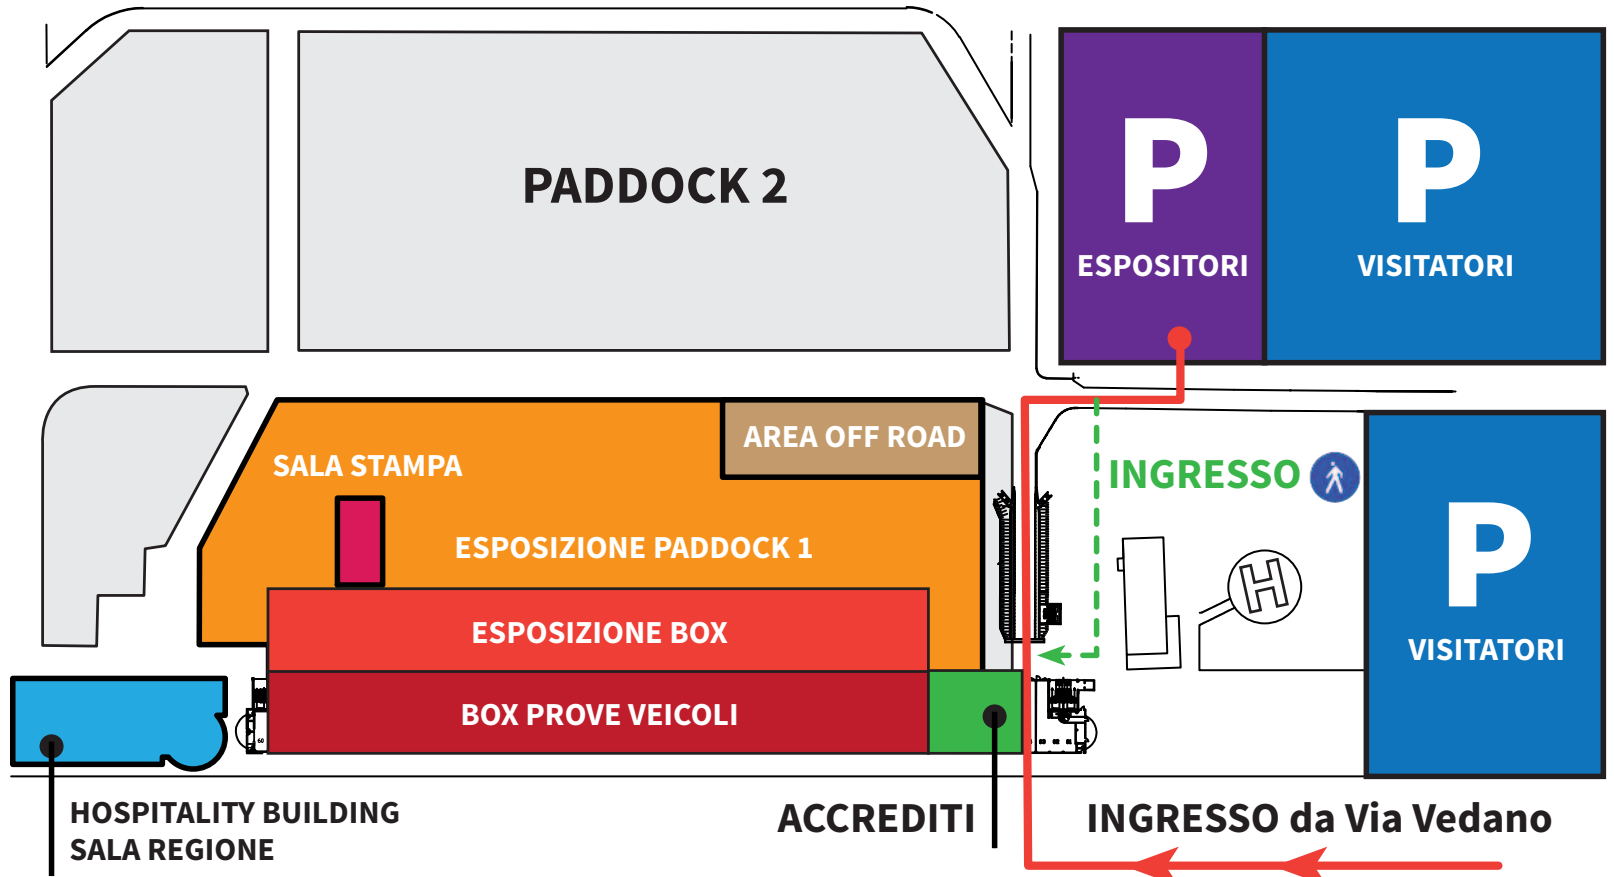 PADDOCK 2
P
ESPOSITORI
P
VISITATORI
SALA STAMPA
AREA OFF ROAD
INGRESSO
ESPOSIZIONE PADDOCK 1
H
P
VISITATORI
ESPOSIZIONE BOX
BOX PROVE VEICOLI
HOSPITALITY BUILDING
SALA REGIONE
ACCREDITI
INGRESSO da Via Vedano